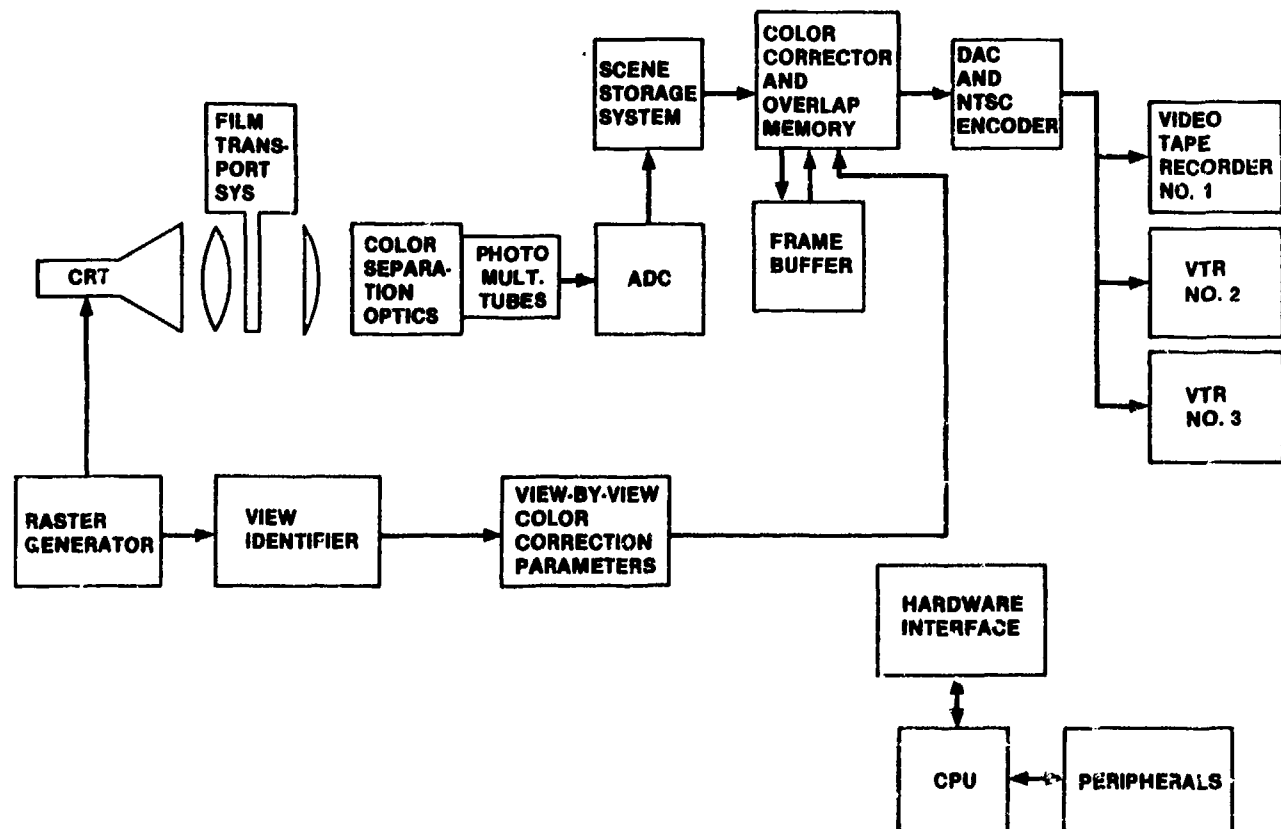 COLOR
CORRECTOR
AND
OVERLAP
MEMORY
DAC
AND
NTSC
ENCODER
SCENE
STORAGE
SYSTEM
FILM
TRANS-
PORT
SYS
VIDEO
TAPE
RECORDER
NO. 1
CRT
COLOR
SEPARA-
TION
OPTICS
PHOTO
MULT.
TUBES
ADC
FRAME
BUFFER
VTR
NO. 2
VTR
NO. 3
RASTER
GENERATOR
VIEW
IDENTIFIER
VIEW-BY-VIEW
COLOR
CORRECTION
PARAMETERS
HARDWARE
INTERFACE
CPU
PERIPHERALS